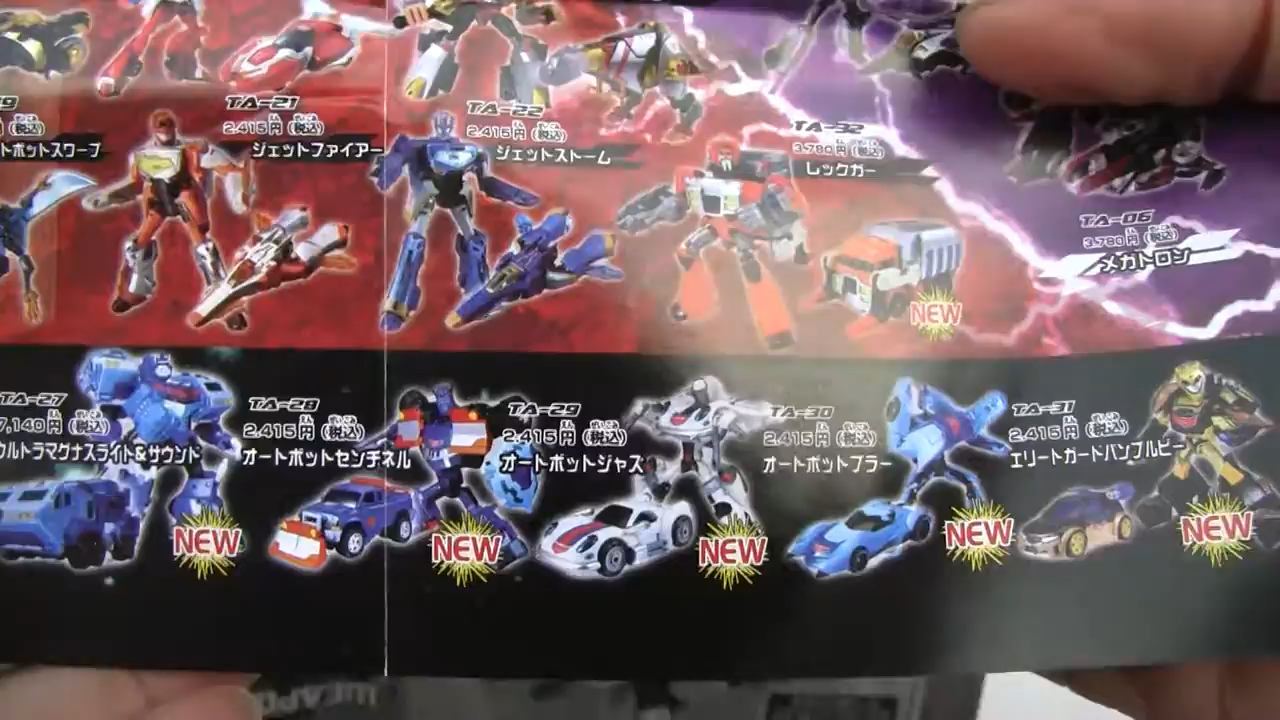 9
円(税込)
トボットスワープ
TA-21
2,415円(税込)
ジェットファイアー
TA-22
2,415円(税込)
ジェットストーム
TA-32
3,780円(税込)
レックガー
NEW
TA-06
3,780円(税込)
メガトロン
TA-27
7,140円(税込)
ウルトラマグナスライト&サウンド
NEW
TA-28
2,415円(税込)
オートボットセンチネル
NEW
TA-29
2,415円(税込)
オートボットジャズ
NEW
TA-30
2,415円(税込)
オートボットブラー
NEW
TA-31
2,415円(税込)
エリートガードバンブルビー
NEW